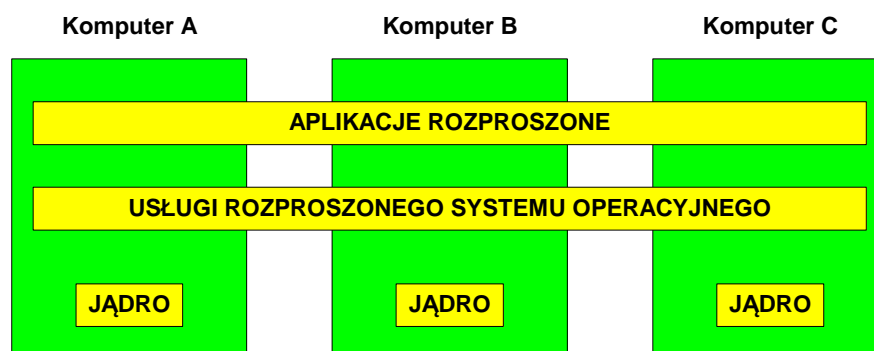 Komputer A Komputer B Komputer C
APLIKACJE ROZPROSZONE
USŁUGI ROZPROSZONEGO SYSTEMU OPERACYJNEGO
JĄDRO JĄDRO JĄDRO